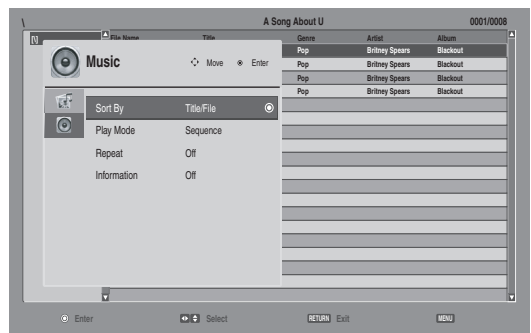 \ A Song About U 0001/0008
[\] File Name Title Genre Artist Album
Pop Britney Spears Blackout
Music Move Enter Pop Britney Spears Blackout
Pop Britney Spears Blackout
Pop Britney Spears Blackout
Sort By Title/File
Play Mode Sequence
Repeat Off
Information Off
Enter Select RETURN Exit MENU